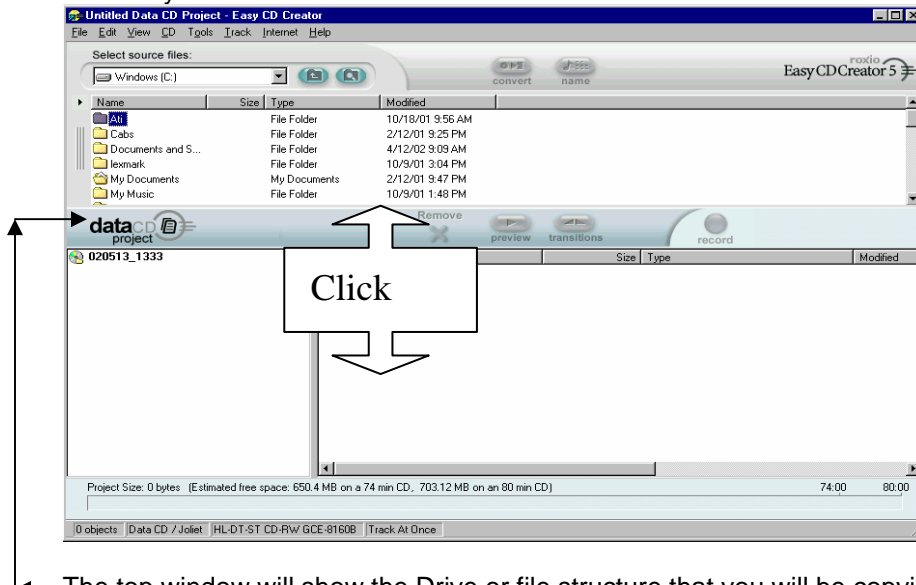 Untitled Data CD Project - Easy CD Creator
File Edit View CD Tools Track Internet Help
Select source files:
Windows (C:)
convert name
roxio
Easy CD Creator 5
Name Size Type Modified
Ati File Folder 10/18/01 9:56 AM
Cabs File Folder 2/12/01 9:25 PM
Documents and S... File Folder 4/12/02 9:09 AM
lexmark File Folder 10/9/01 3:04 PM
My Documents My Documents 2/12/01 9:47 PM
My Music File Folder 10/9/01 1:48 PM
dataCD
project
Remove
preview transitions record
020513_1333 Size Type Modified
Click
Project Size: 0 bytes (Estimated free space: 650.4 MB on a 74 min CD, 703.12 MB on an 80 min CD) 74:00 80:00
0 objects Data CD / Joliet HL-DT-ST CD-RW GCE-8160B Track At Once
The top window will show the Drive or file structure that you will be